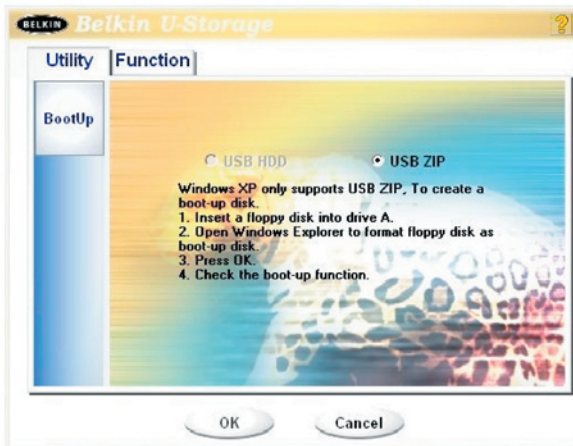 BELKIN Belkin U-Storage ?
Utility Function
BootUp
USB HDD USB ZIP
Windows XP only supports USB ZIP, To create a
boot-up disk.
1. Insert a floppy disk into drive A.
2. Open Windows Explorer to format floppy disk as
boot-up disk.
3. Press OK.
4. Check the boot-up function.
OK Cancel